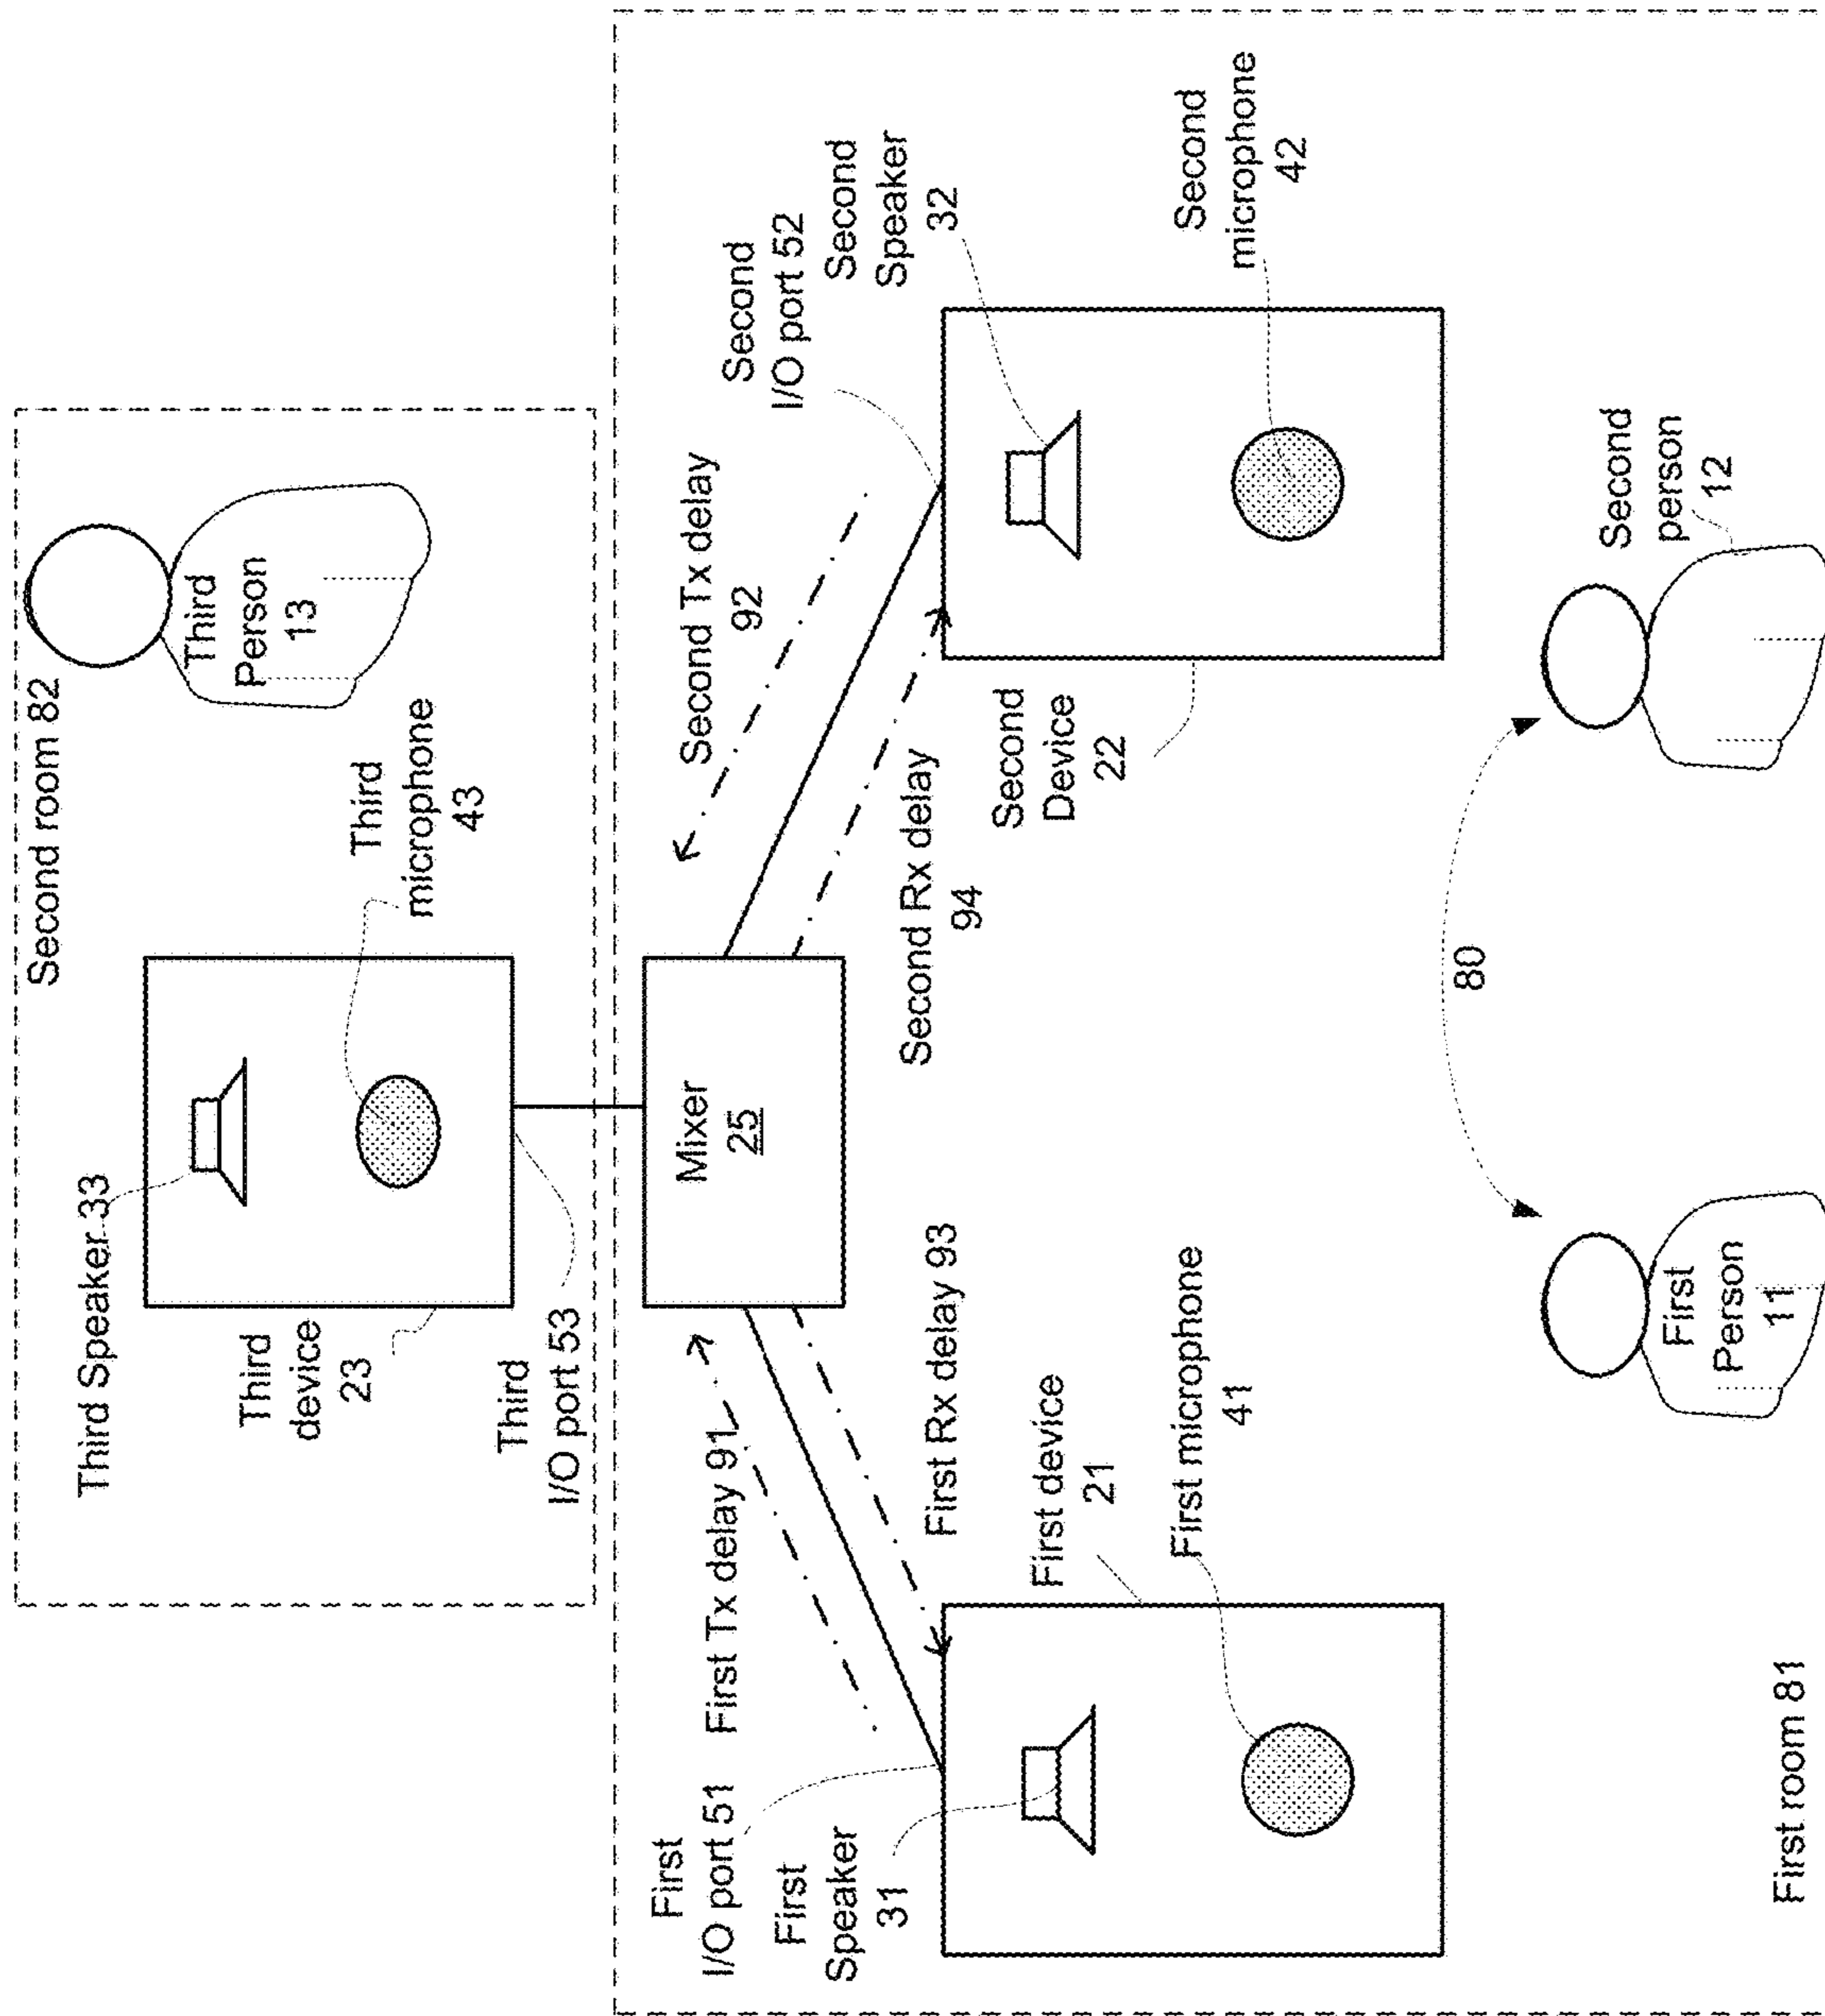 Second room 82
Third Speaker 33
Third
device
23
Third
microphone
43
Third
Person
13
Third
I/O port 53
Mixer
25
First
I/O port 51
First Tx delay 91
First
Speaker
31
First Rx delay 93
First device
21
First microphone
41
Second Tx delay
92
Second Rx delay
94
Second
I/O port 52
Second
Speaker
32
Second
Device
22
Second
microphone
42
80
First
Person
11
Second
person
12
First room 81